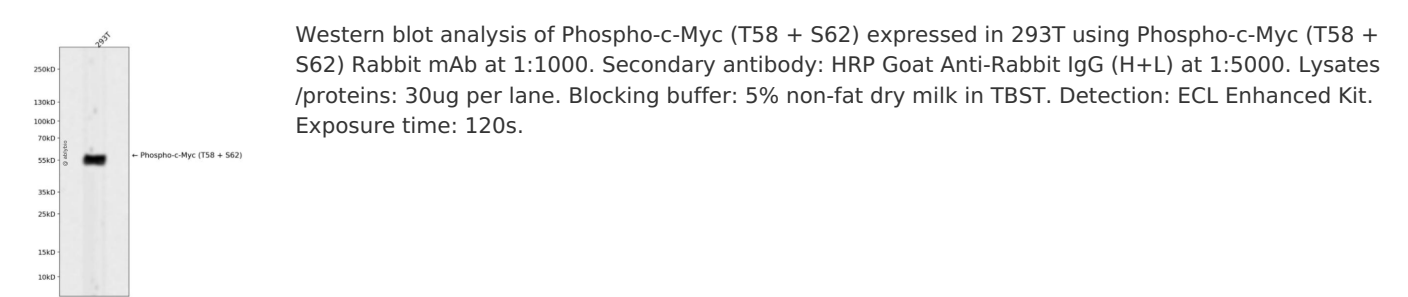 293T
250kD
130kD
100kD
70kD
55kD
35kD
25kD
15kD
10kD
← Phospho-c-Myc (T58 + S62)
Western blot analysis of Phospho-c-Myc (T58 + S62) expressed in 293T using Phospho-c-Myc (T58 +
S62) Rabbit mAb at 1:1000. Secondary antibody: HRP Goat Anti-Rabbit IgG (H+L) at 1:5000. Lysates
/proteins: 30ug per lane. Blocking buffer: 5% non-fat dry milk in TBST. Detection: ECL Enhanced Kit.
Exposure time: 120s.